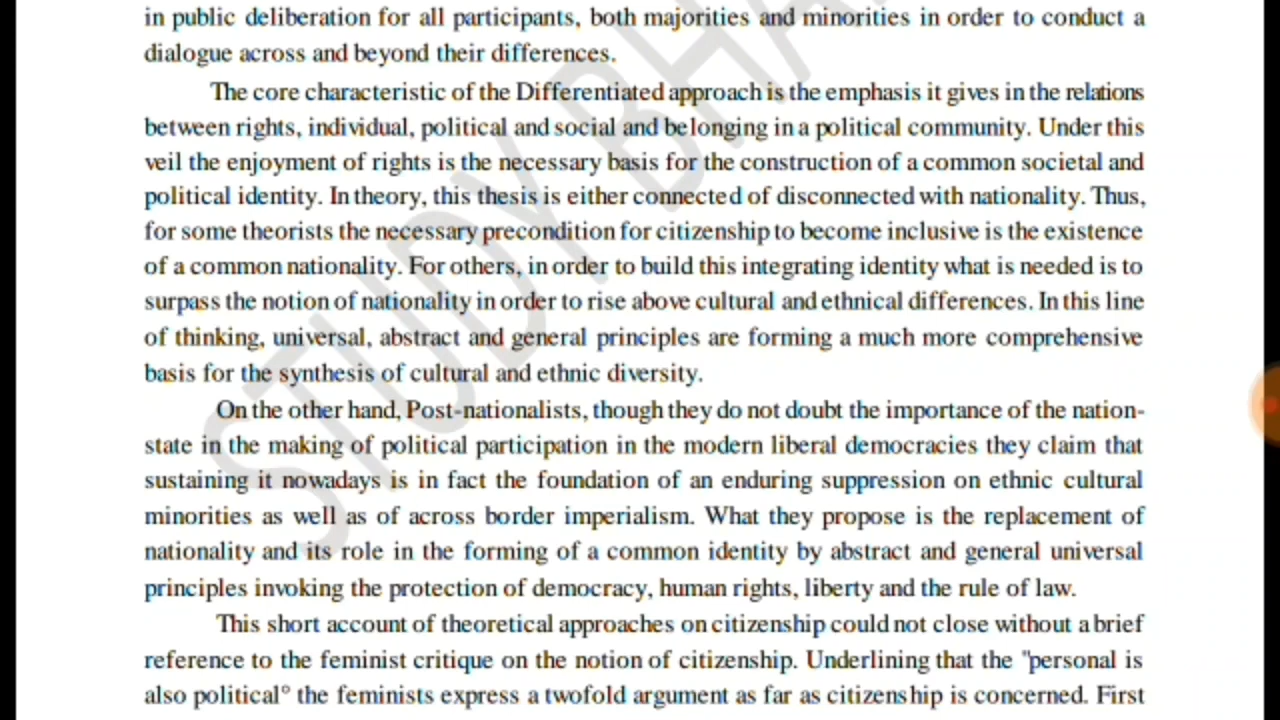 in public deliberation for all participants, both majorities and minorities in order to conduct a
dialogue across and beyond their differences.
The core characteristic of the Differentiated approach is the emphasis it gives in the relations
between rights, individual, political and social and belonging in a political community. Under this
veil the enjoyment of rights is the necessary basis for the construction of a common societal and
political identity. In theory, this thesis is either connected of disconnected with nationality. Thus,
for some theorists the necessary precondition for citizenship to become inclusive is the existence
of a common nationality. For others, in order to build this integrating identity what is needed is to
surpass the notion of nationality in order to rise above cultural and ethnical differences. In this line
of thinking, universal, abstract and general principles are forming a much more comprehensive
basis for the synthesis of cultural and ethnic diversity.
On the other hand, Post-nationalists, though they do not doubt the importance of the nation-
state in the making of political participation in the modern liberal democracies they claim that
sustaining it nowadays is in fact the foundation of an enduring suppression on ethnic cultural
minorities as well as of across border imperialism. What they propose is the replacement of
nationality and its role in the forming of a common identity by abstract and general universal
principles invoking the protection of democracy, human rights, liberty and the rule of law.
This short account of theoretical approaches on citizenship could not close without a brief
reference to the feminist critique on the notion of citizenship. Underlining that the "personal is
also political° the feminists express a twofold argument as far as citizenship is concerned. First
STUDY BHA